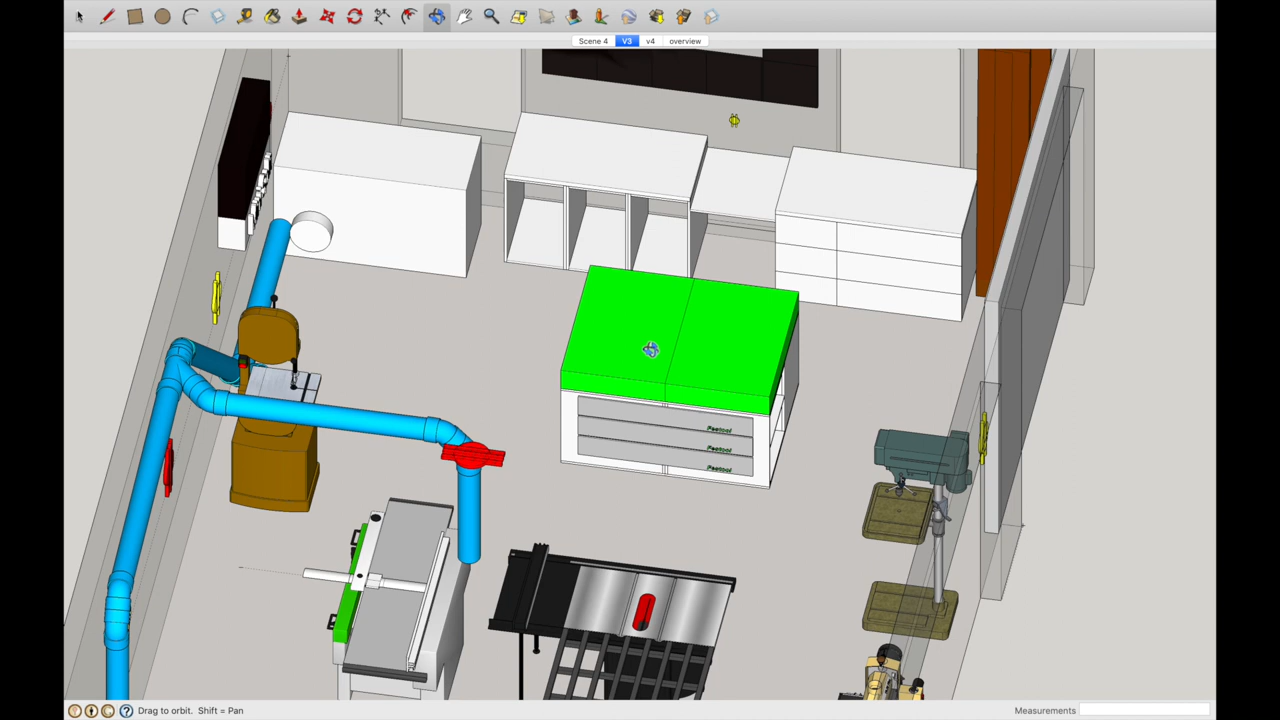 Scene 4 V3 v4 overview
Festool
Festool
Festool
Drag to orbit. Shift = Pan
Measurements